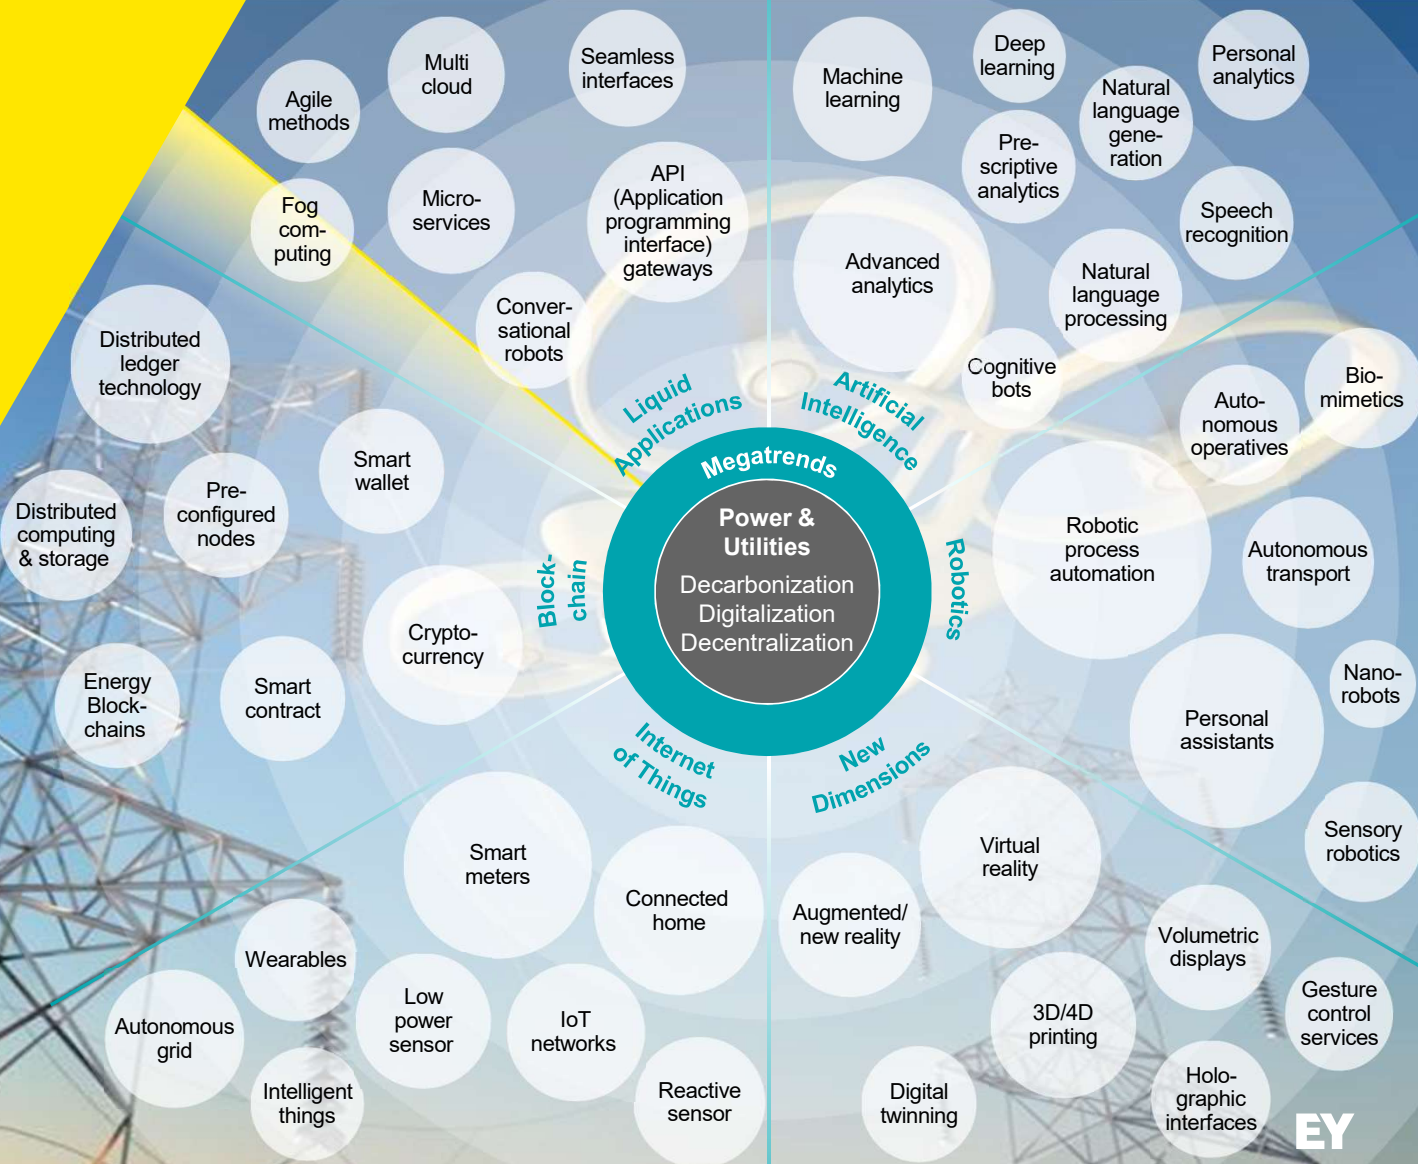 Agile
methods
Multi
cloud
Seamless
interfaces
Fog
com-
puting
Micro-
services
API
(Application
programming
interface)
gateways
Conver-
sational
robots
Liquid
Applications
Machine
learning
Deep
learning
Personal
analytics
Natural
language
gene-
ration
Pre-
scriptive
analytics
Speech
recognition
Advanced
analytics
Natural
language
processing
Cognitive
bots
Artificial
Intelligence
Bio-
mimetics
Auto-
nomous
operatives
Robotic
process
automation
Autonomous
transport
Nano-
robots
Personal
assistants
Sensory
robotics
Robotics
Megatrends
Power &
Utilities
Decarbonization
Digitalization
Decentralization
Distributed
ledger
technology
Smart
wallet
Pre-
configured
nodes
Distributed
computing
& storage
Crypto-
currency
Energy
Block-
chains
Smart
contract
Block-
chain
Internet
of Things
Smart
meters
Connected
home
Wearables
Low
power
sensor
IoT
networks
Autonomous
grid
Intelligent
things
Reactive
sensor
New
Dimensions
Virtual
reality
Augmented/
new reality
Volumetric
displays
3D/4D
printing
Gesture
control
services
Digital
twinning
Holo-
graphic
interfaces
EY